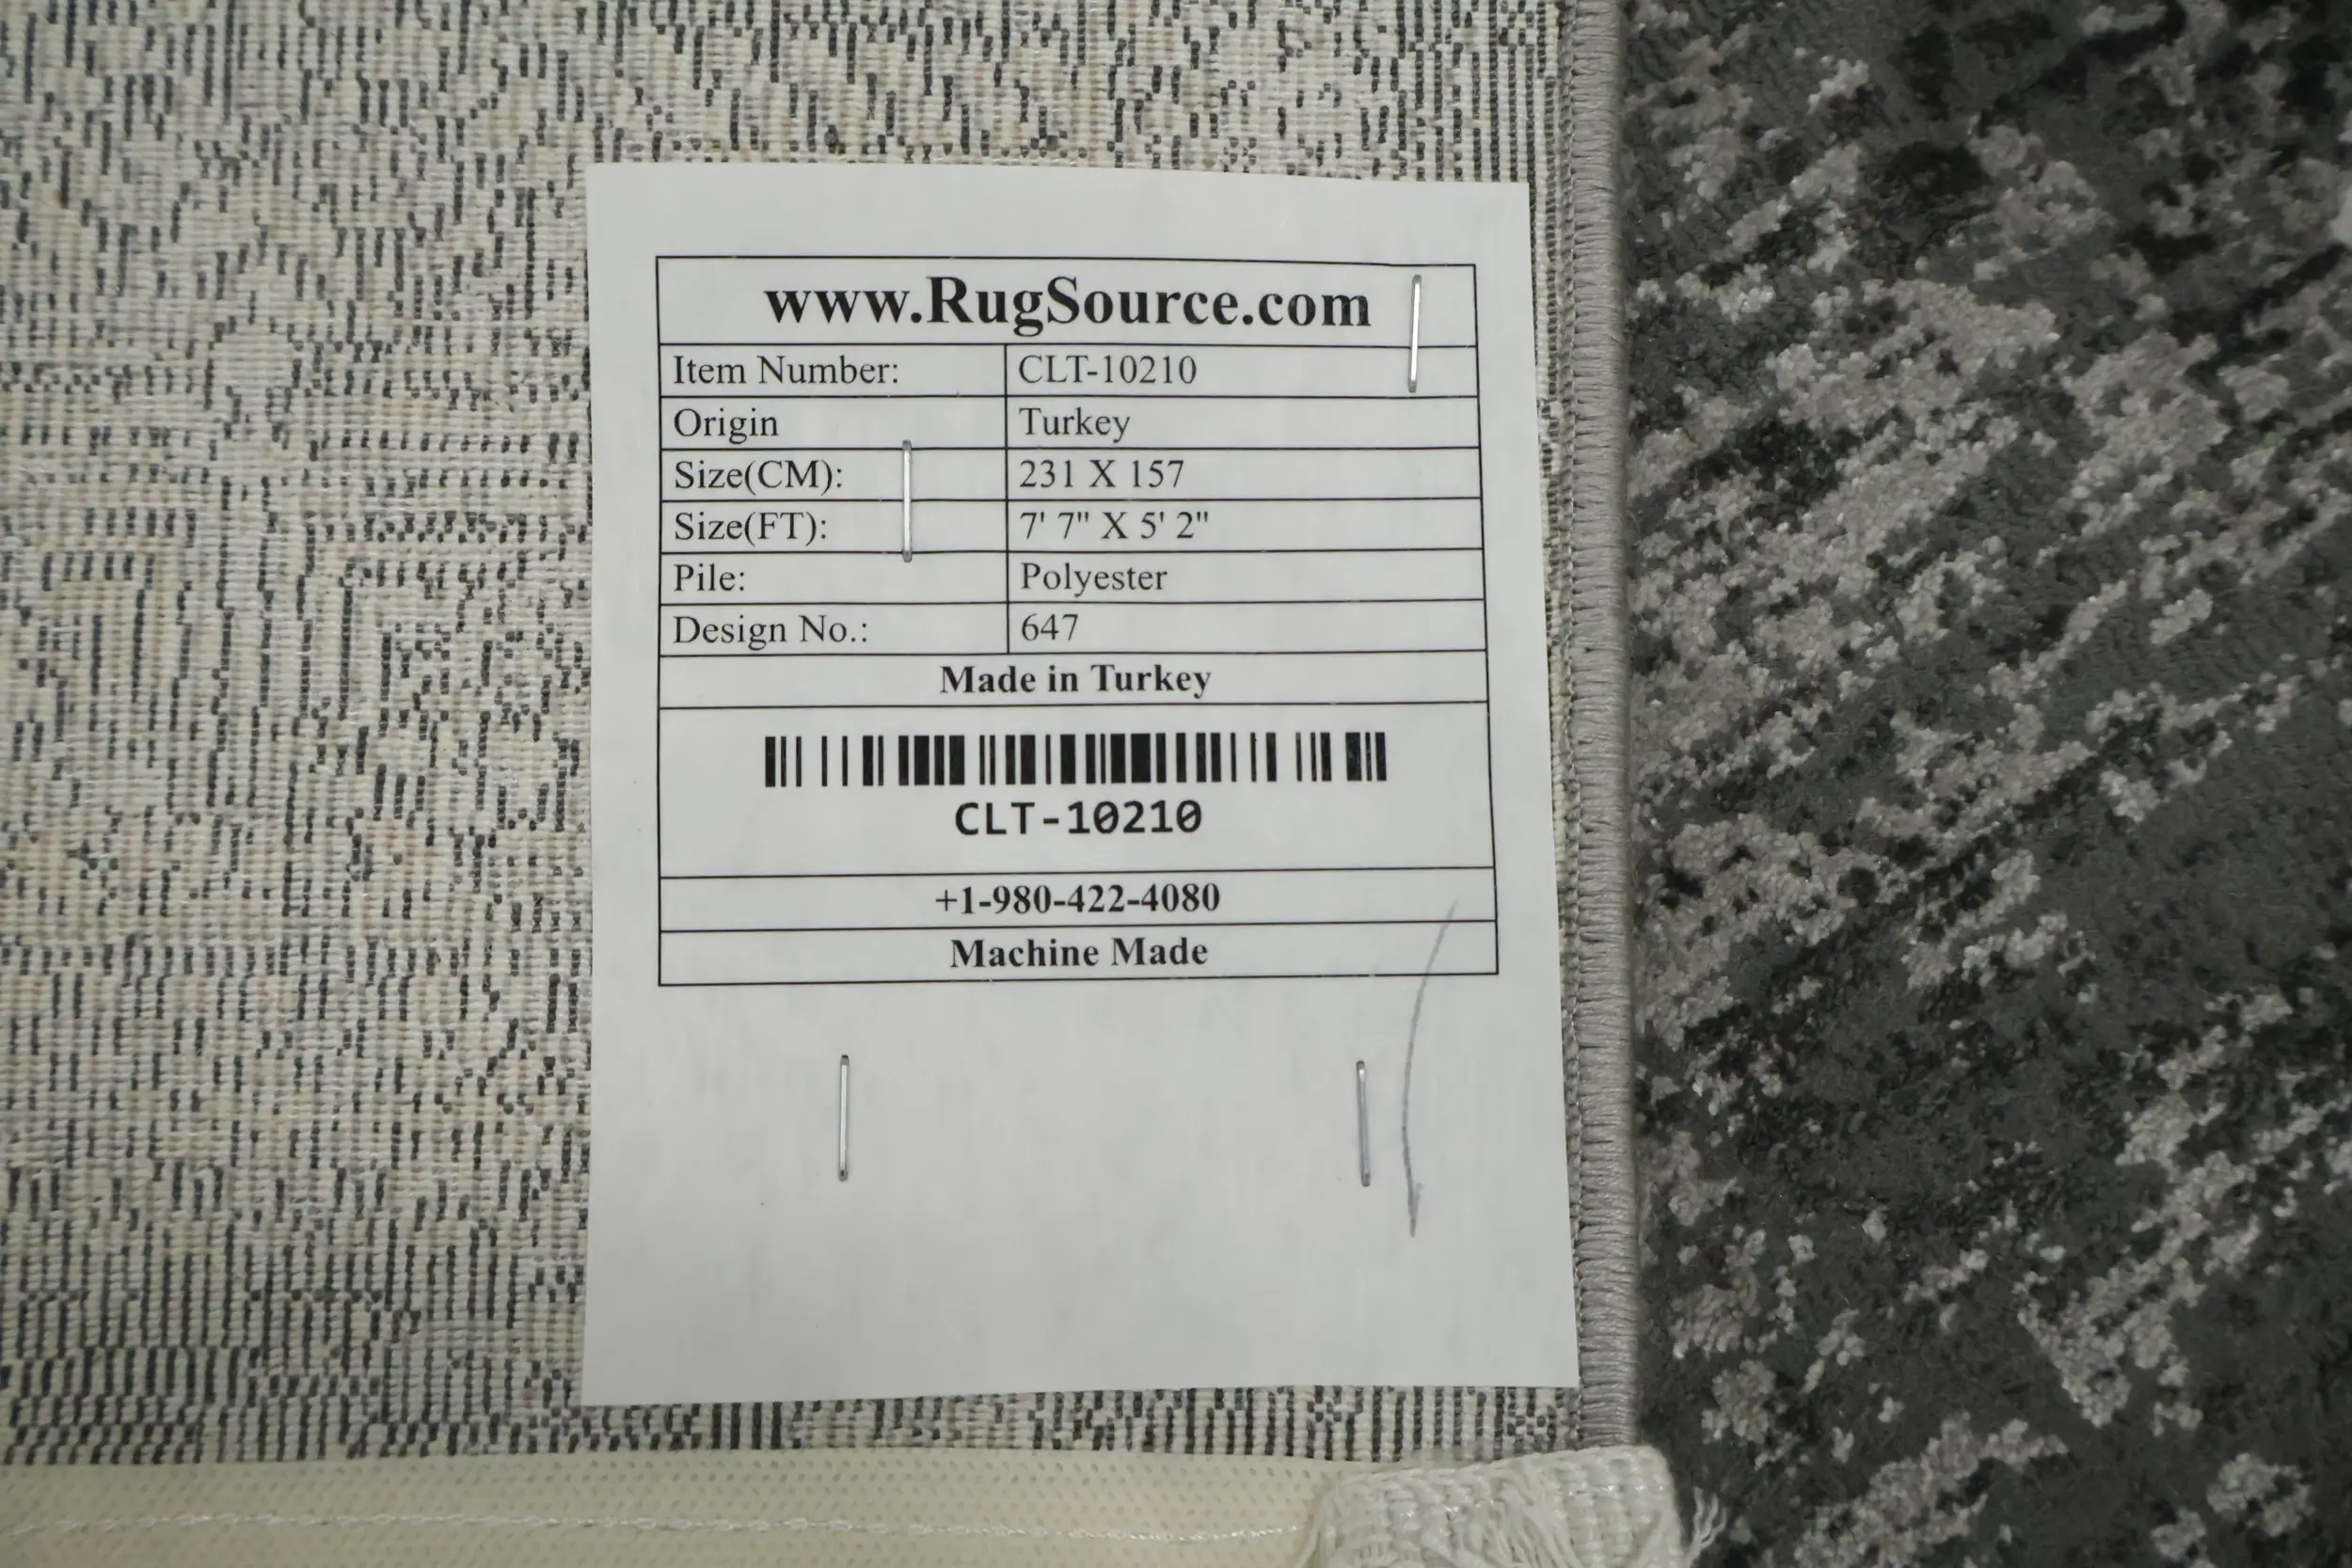 www.RugSource.com
Item Number: CLT-10210
Origin Turkey
Size(CM): 231 X 157
Size(FT): 7' 7" X 5' 2"
Pile: Polyester
Design No.: 647
Made in Turkey
CLT-10210
+1-980-422-4080
Machine Made